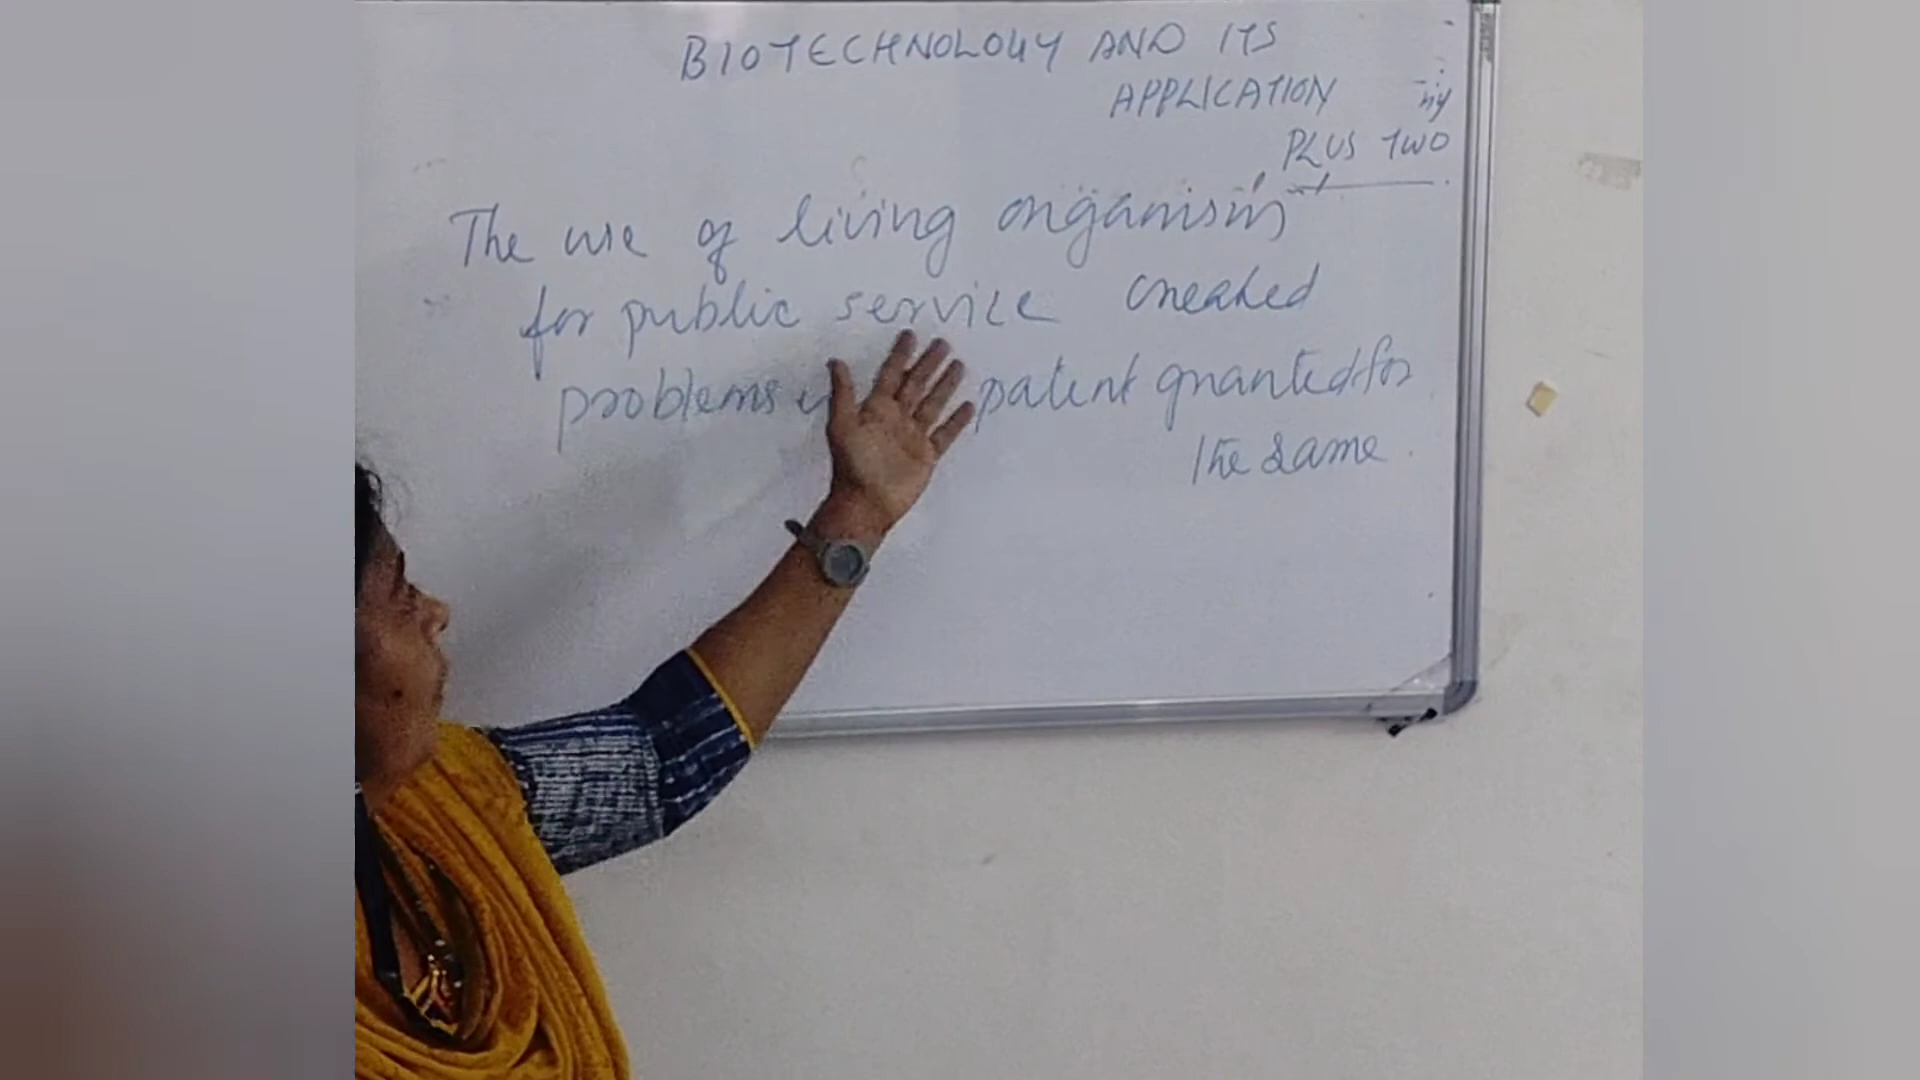 BIOTECHNOLOGY AND ITS
APPLICATION
PLUS TWO
The use of living organisms
for public service created
problems patent granted for
the same.